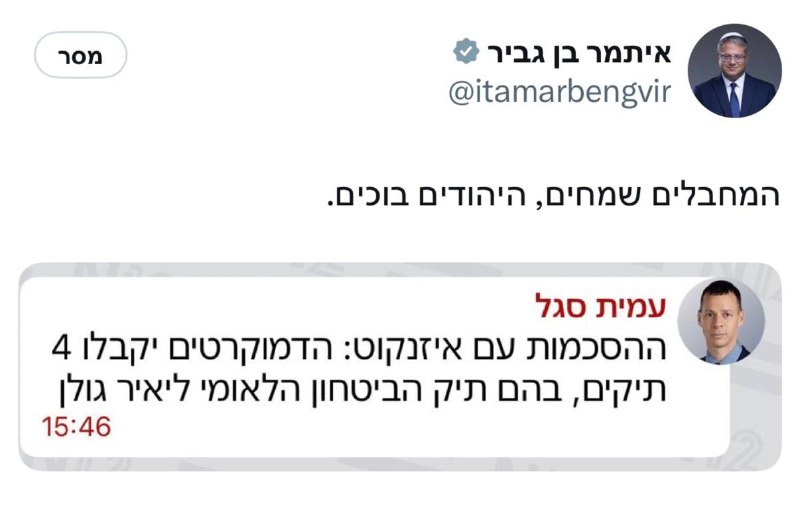 איתמר בן גביר
מסר
@itamarbengvir
המחבלים שמחים, היהודים בוכים.
עמית סגל
ההסכמות עם איזנקוט: הדמוקרטים יקבלו 4
תיקים, בהם תיק הביטחון הלאומי ליאיר גולן
15:46